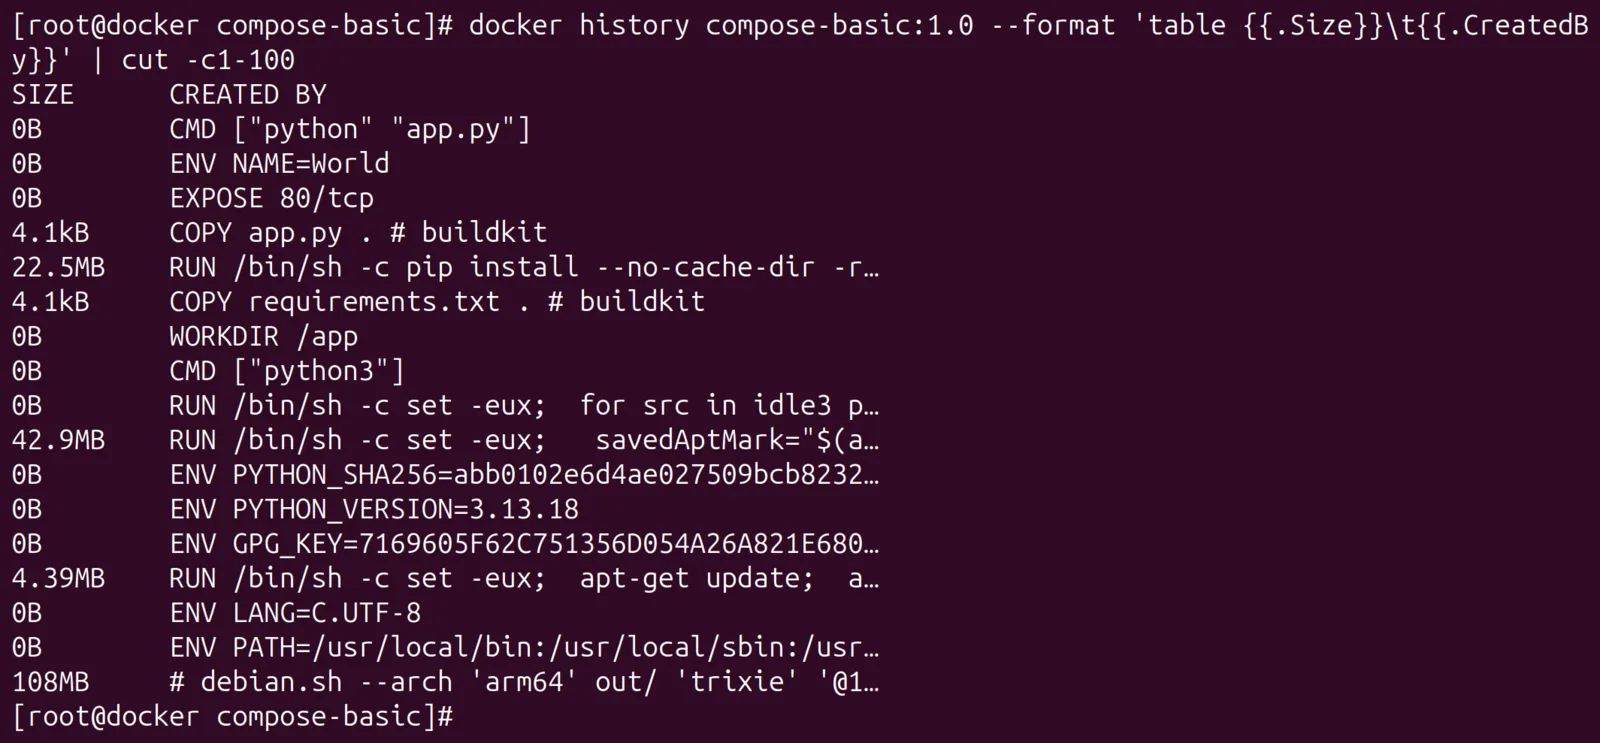 [root@docker compose-basic]# docker history compose-basic:1.0 --format 'table {{.Size}}\t{{.CreatedB
y}}' | cut -c1-100
SIZE      CREATED BY
0B        CMD ["python" "app.py"]
0B        ENV NAME=World
0B        EXPOSE 80/tcp
4.1kB     COPY app.py . # buildkit
22.5MB    RUN /bin/sh -c pip install --no-cache-dir -r…
4.1kB     COPY requirements.txt . # buildkit
0B        WORKDIR /app
0B        CMD ["python3"]
0B        RUN /bin/sh -c set -eux;  for src in idle3 p…
42.9MB    RUN /bin/sh -c set -eux;   savedAptMark="$(a…
0B        ENV PYTHON_SHA256=abb0102e6d4ae027509bcb8232…
0B        ENV PYTHON_VERSION=3.13.18
0B        ENV GPG_KEY=7169605F62C751356D054A26A821E680…
4.39MB    RUN /bin/sh -c set -eux;  apt-get update;  a…
0B        ENV LANG=C.UTF-8
0B        ENV PATH=/usr/local/bin:/usr/local/sbin:/usr…
108MB     # debian.sh --arch 'arm64' out/ 'trixie' '@1…
[root@docker compose-basic]#